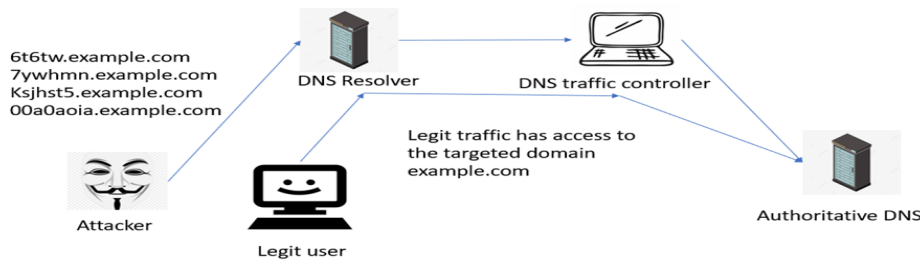 6t6tw.example.com
7ywhmn.example.com
Ksjhst5.example.com
00a0aoia.example.com
DNS Resolver
DNS traffic controller
Legit traffic has access to
the targeted domain
example.com
Attacker
Legit user
Authoritative DNS